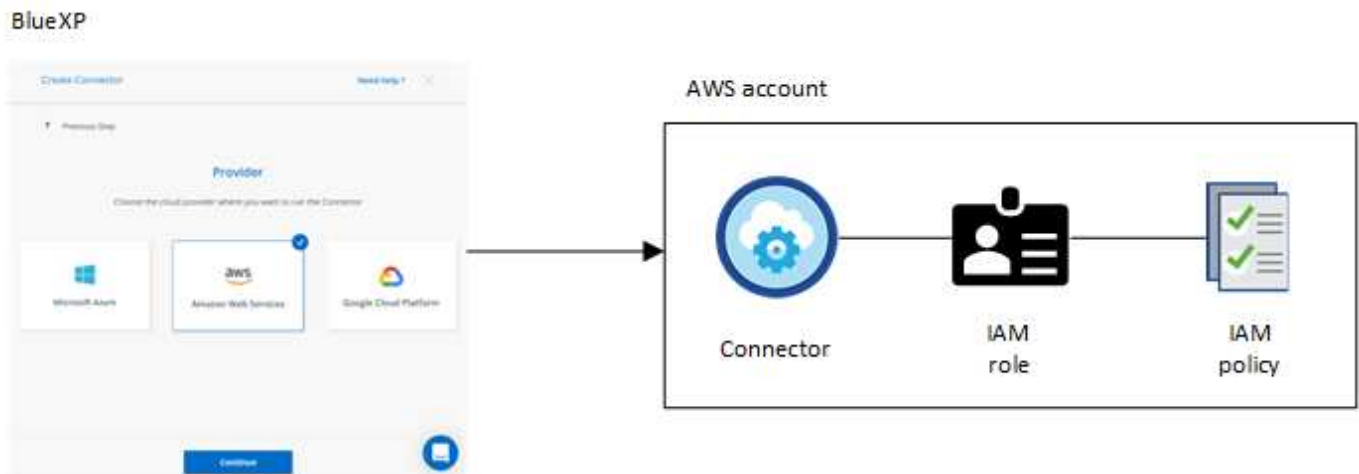 BlueXP
Create Connector
Need help?
Previous Step
Provider
Choose the cloud provider where you want to run the Connector
aws
Microsoft Azure
Amazon Web Services
Google Cloud Platform
Continue
AWS account
Connector
IAM
role
IAM
policy